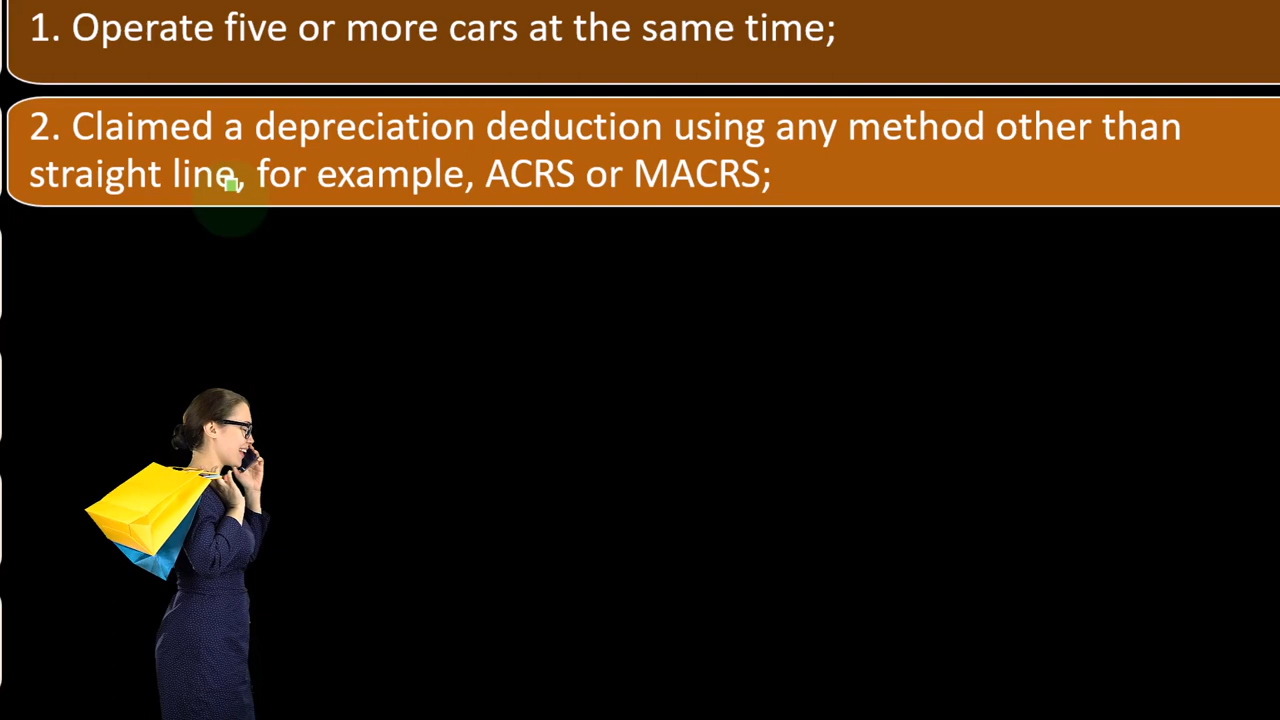 1. Operate five or more cars at the same time;
2. Claimed a depreciation deduction using any method other than
straight line, for example, ACRS or MACRS;